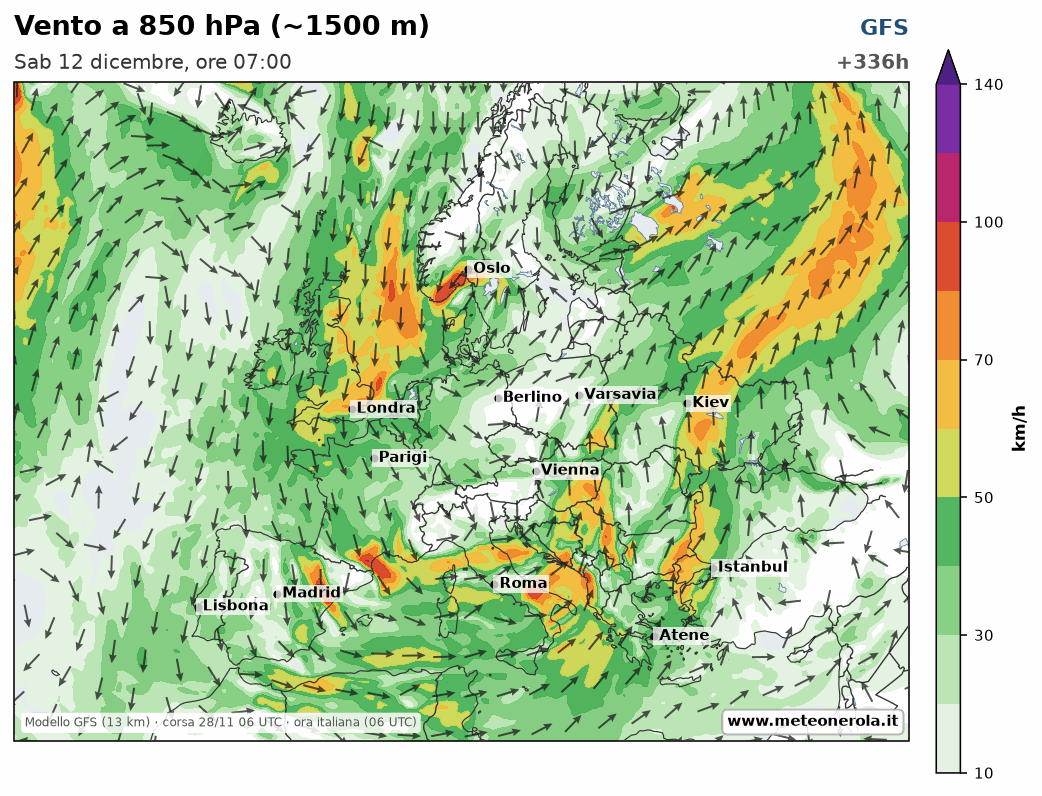 Vento a 850 hPa (~1500 m)
GFS
Sab 12 dicembre, ore 07:00
+336h
140
100
70
50
30
10
km/h
Oslo
Londra
Berlino
Varsavia
Kiev
Parigi
Vienna
Roma
Istanbul
Madrid
Lisbona
Atene
Modello GFS (13 km) · corsa 28/11 06 UTC · ora italiana (06 UTC)
www.meteonerola.it